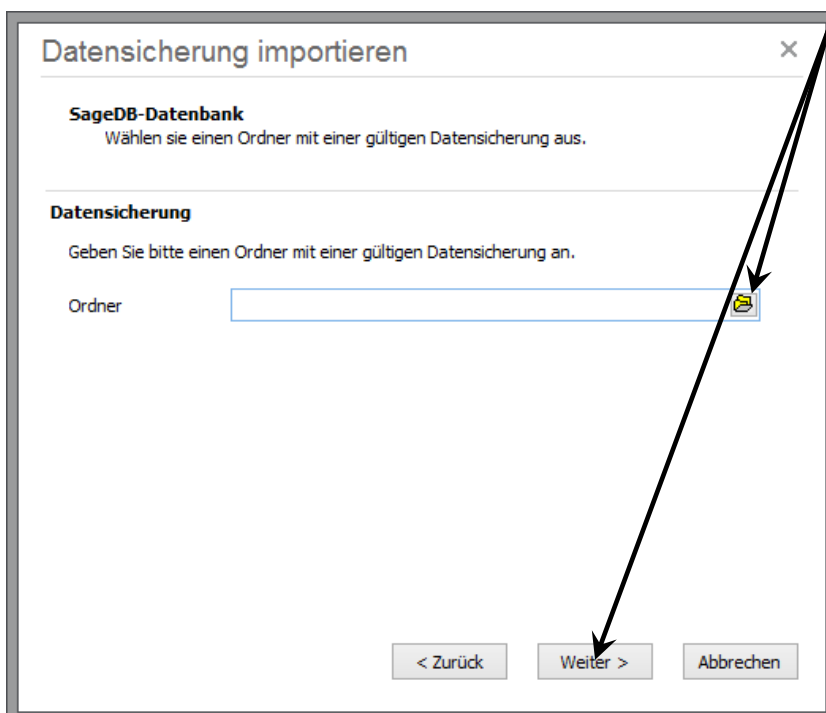 Datensicherung importieren
SageDB-Datenbank
Wählen sie einen Ordner mit einer gültigen Datensicherung aus.
Datensicherung
Geben Sie bitte einen Ordner mit einer gültigen Datensicherung an.
Ordner
< Zurück Weiter > Abbrechen